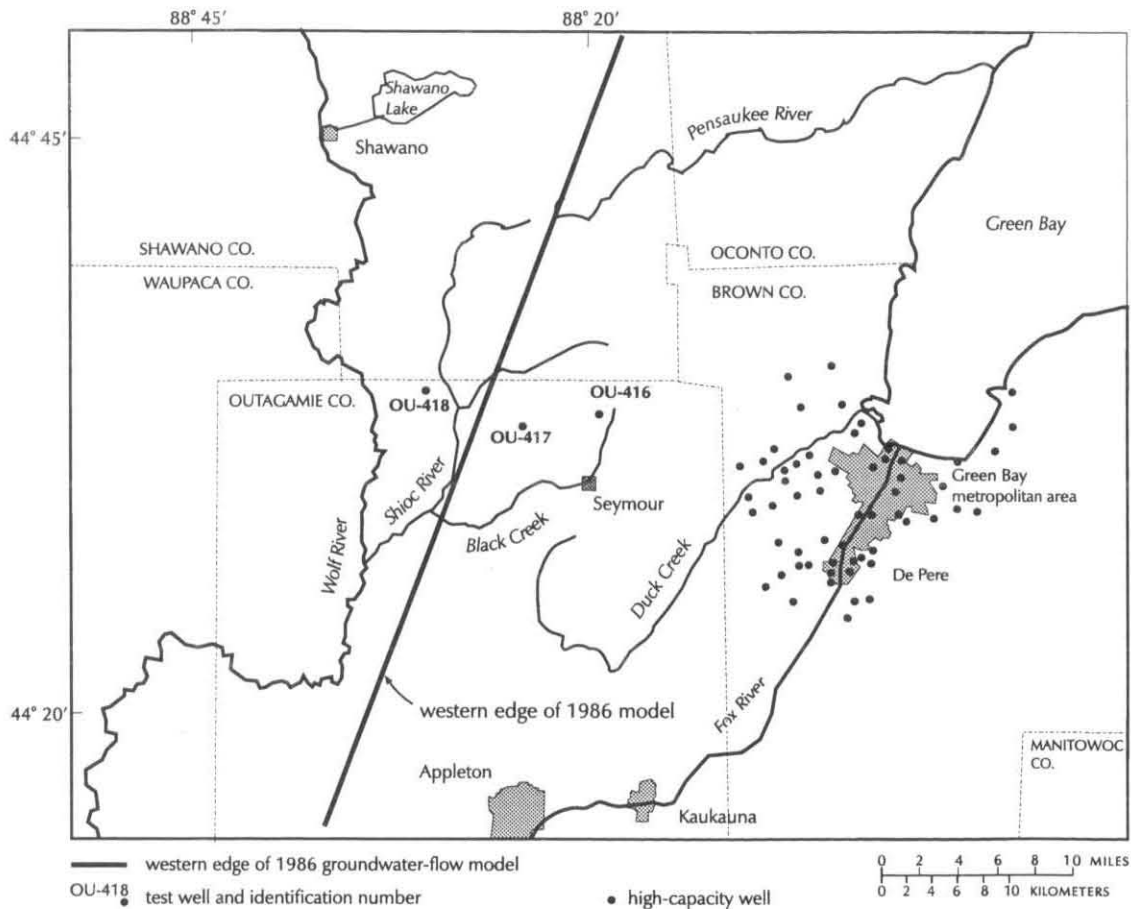 88° 45'
88° 20'
Shawano
Lake
44° 45'
Shawano
Pensaukee River
Green Bay
SHAWANO CO.
WAUPACA CO.
OCONTO CO.
BROWN CO.
OUTAGAMIE CO.
OU-418
OU-416
OU-417
Shioc River
Seymour
Green Bay
metropolitan area
Black Creek
Wolf River
Duck Creek
De Pere
44° 20'
western edge of 1986 model
Fox River
MANITOWOC
CO.
Appleton
Kaukauna
western edge of 1986 groundwater-flow model
0 2 4 6 8 10 MILES
0 2 4 6 8 10 KILOMETERS
OU-418 test well and identification number
high-capacity well